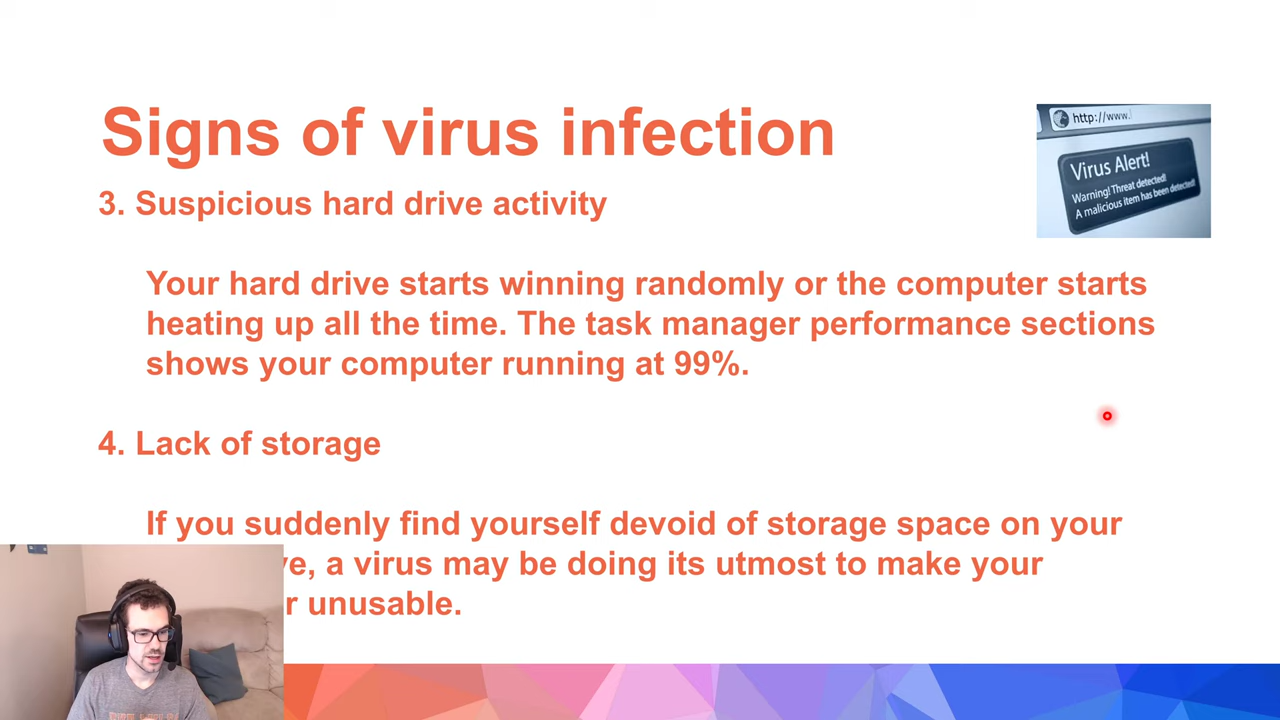 Signs of virus infection
http://www.
Virus Alert!
Warning! Threat detected!
A malicious item has been detected!
3. Suspicious hard drive activity
Your hard drive starts winning randomly or the computer starts
heating up all the time. The task manager performance sections
shows your computer running at 99%.
4. Lack of storage
If you suddenly find yourself devoid of storage space on your
a virus may be doing its utmost to make your
unusable.